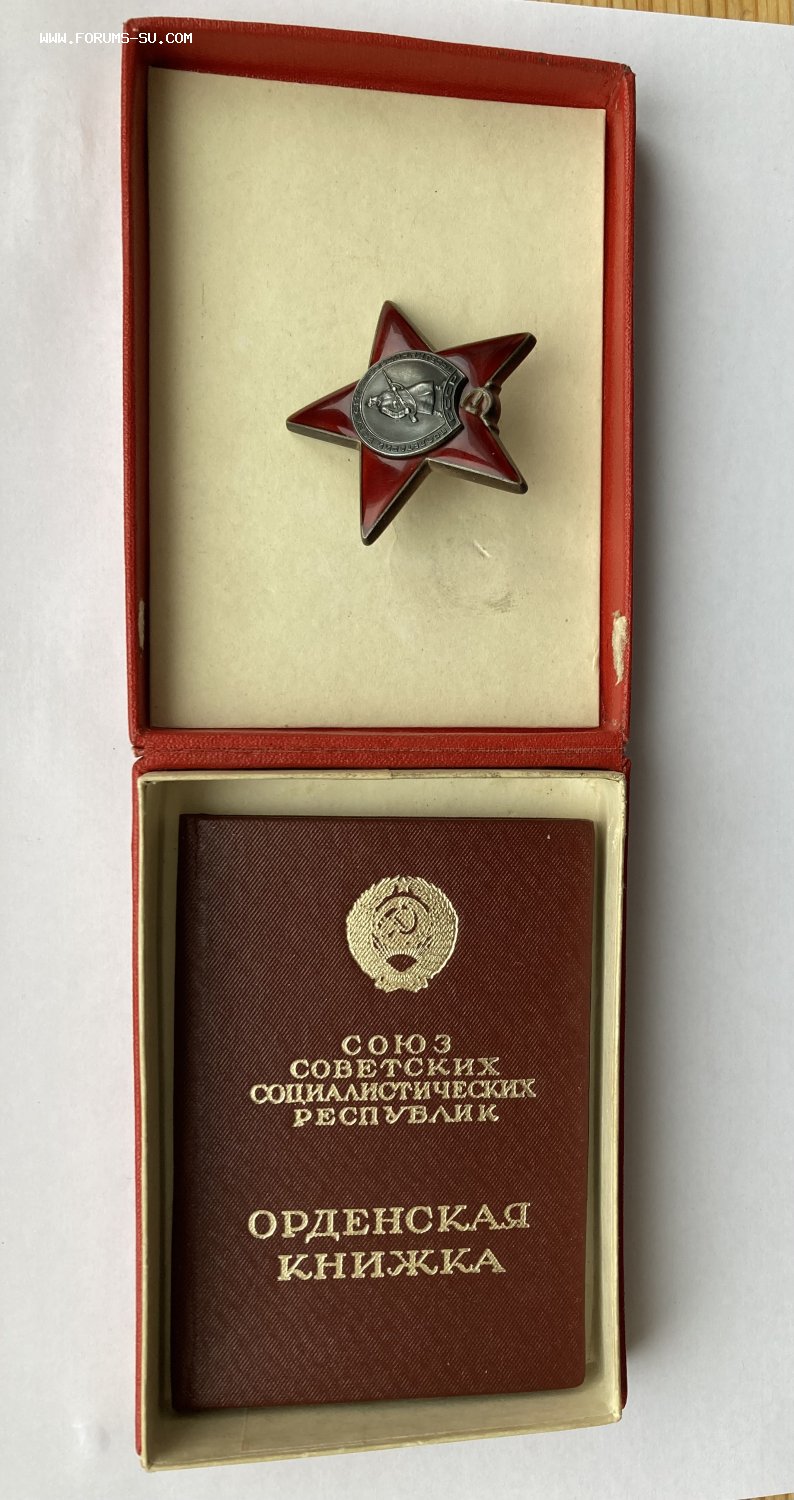 WWW.FORUMS-SU.COM
СОЮЗ
СОВЕТСКИХ
СОЦИАЛИСТИЧЕСКИХ
РЕСПУБЛИК
ОРДЕНСКАЯ
КНИЖКА